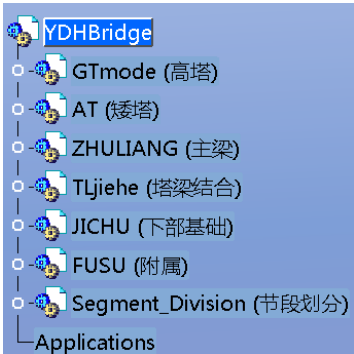 YDHBridge
GTmode (高塔)
AT (矮塔)
ZHULIANG (主梁)
TLjiehe (塔梁结合)
JICHU (下部基础)
FUSU (附属)
Segment_Division (节段划分)
Applications